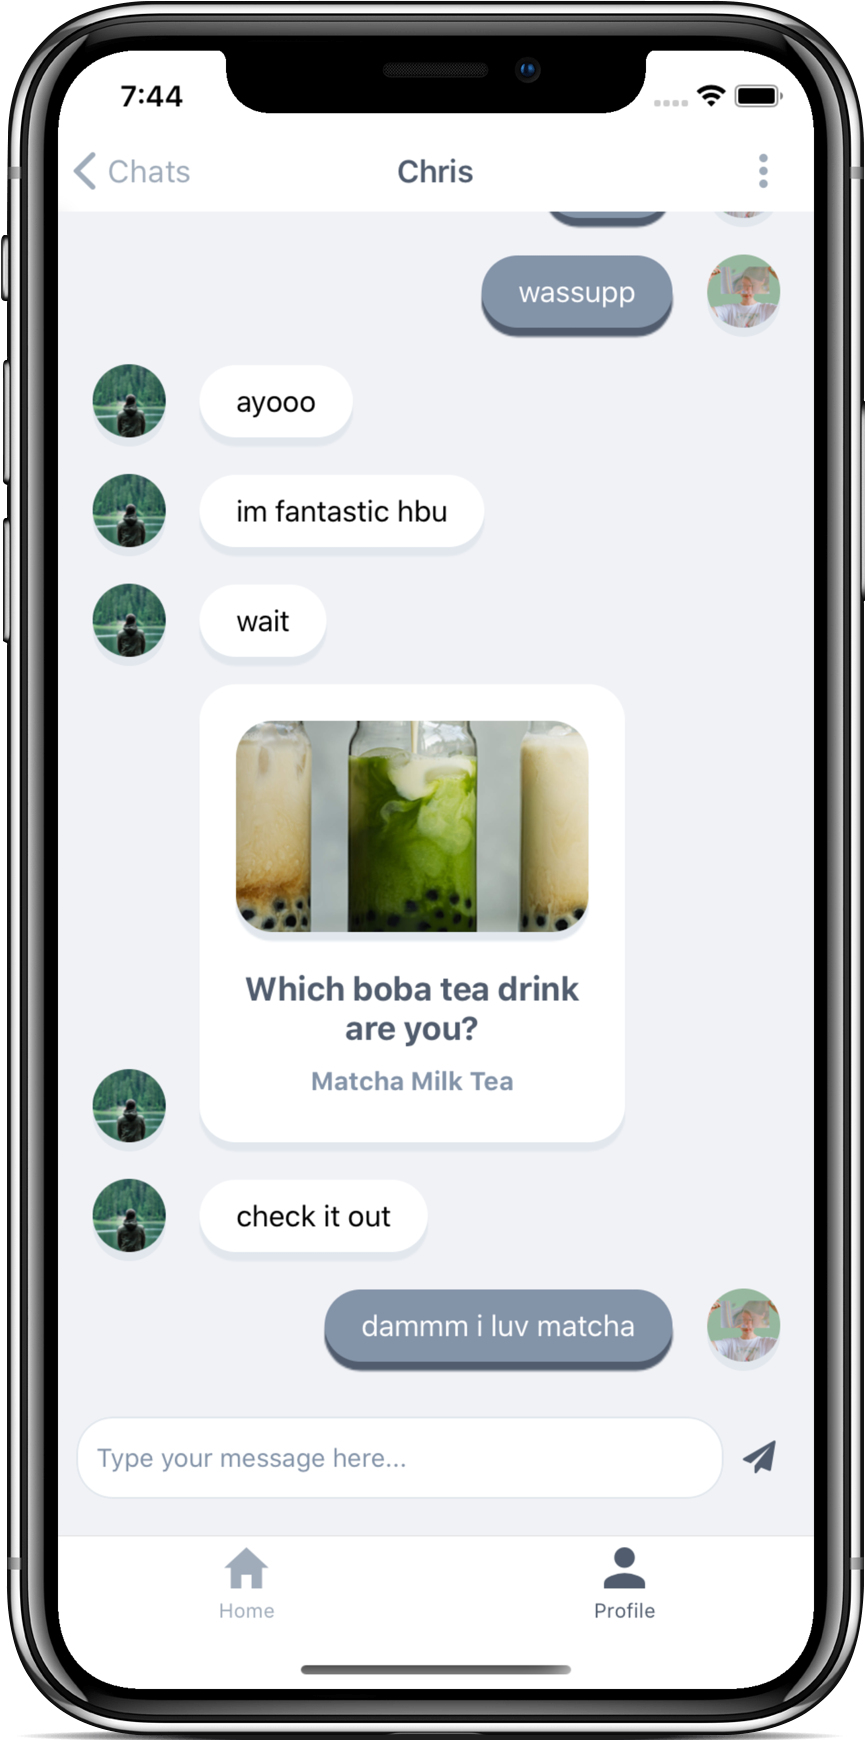 7:44
Chats
Chris
wassupp
ayooo
im fantastic hbu
wait
Which boba tea drink
are you?
Matcha Milk Tea
check it out
dammm i luv matcha
Type your message here...
Home
Profile